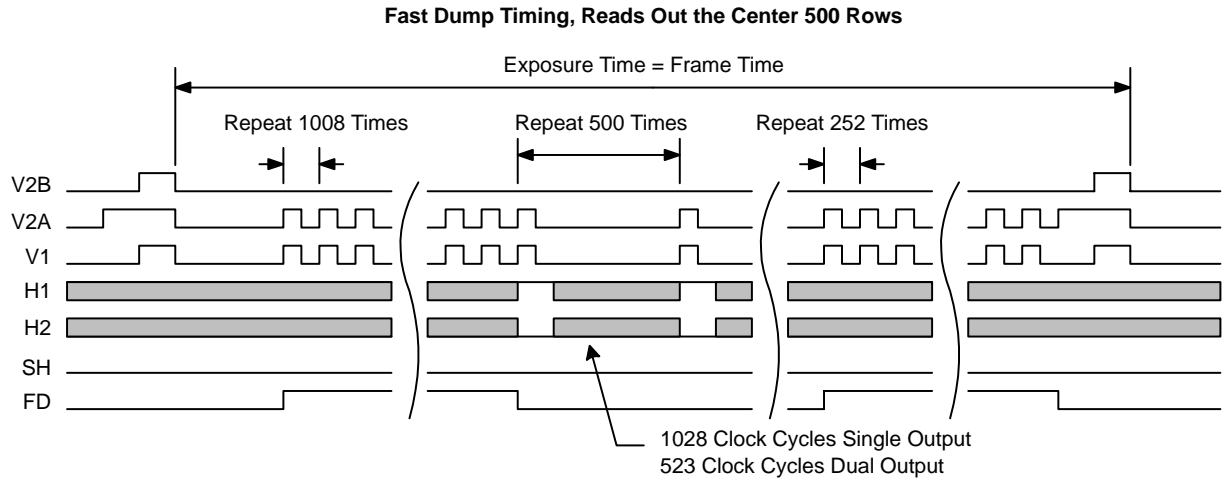 Fast Dump Timing, Reads Out the Center 500 Rows
Exposure Time = Frame Time
Repeat 1008 Times
Repeat 500 Times
Repeat 252 Times
V2B
V2A
V1
H1
H2
SH
FD
1028 Clock Cycles Single Output
523 Clock Cycles Dual Output